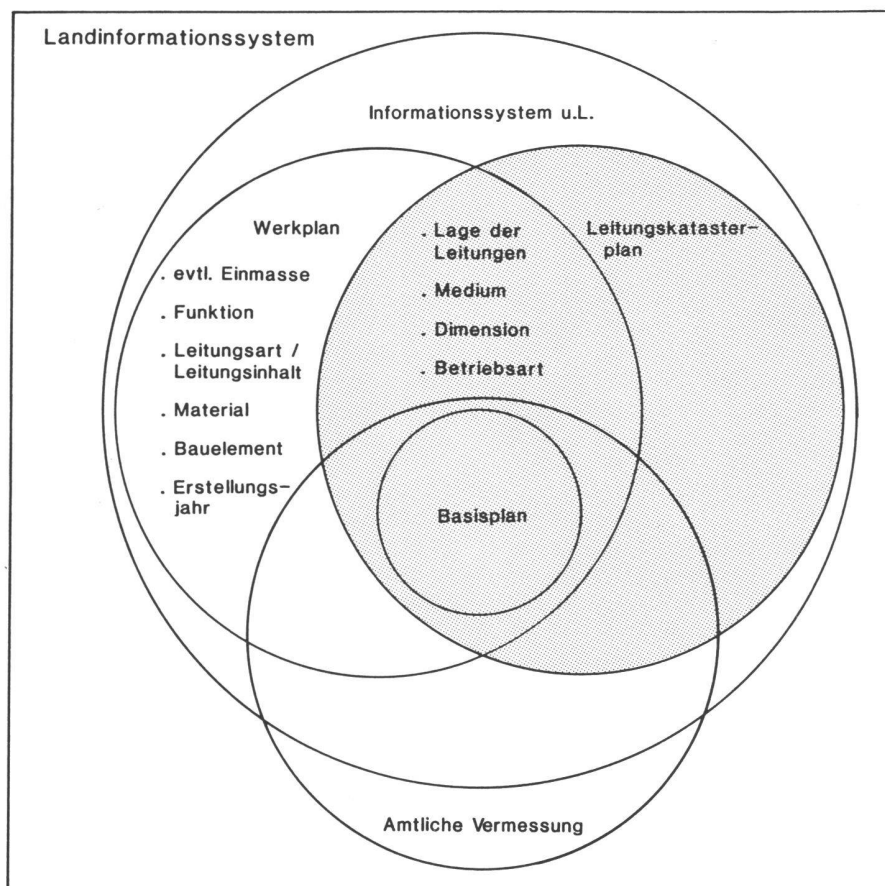 Landinformationssystem
Informationssystem u.L.
Werkplan
. evtl. Einmasse
. Funktion
. Leitungsart /
Leitungsinhalt
. Material
. Bauelement
. Erstellungs-
jahr
. Lage der
Leitungen
. Medium
. Dimension
. Betriebsart
Leitungskataster-
plan
Basisplan
Amtliche Vermessung